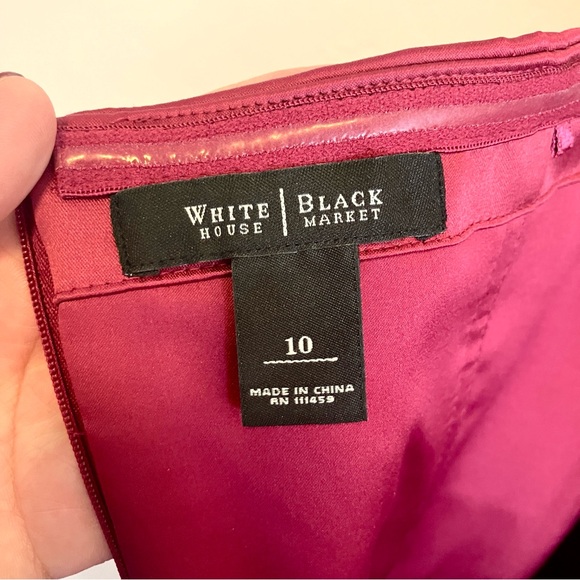 WHITE | BLACK
HOUSE | MARKET
10
MADE IN CHINA
RN 111459